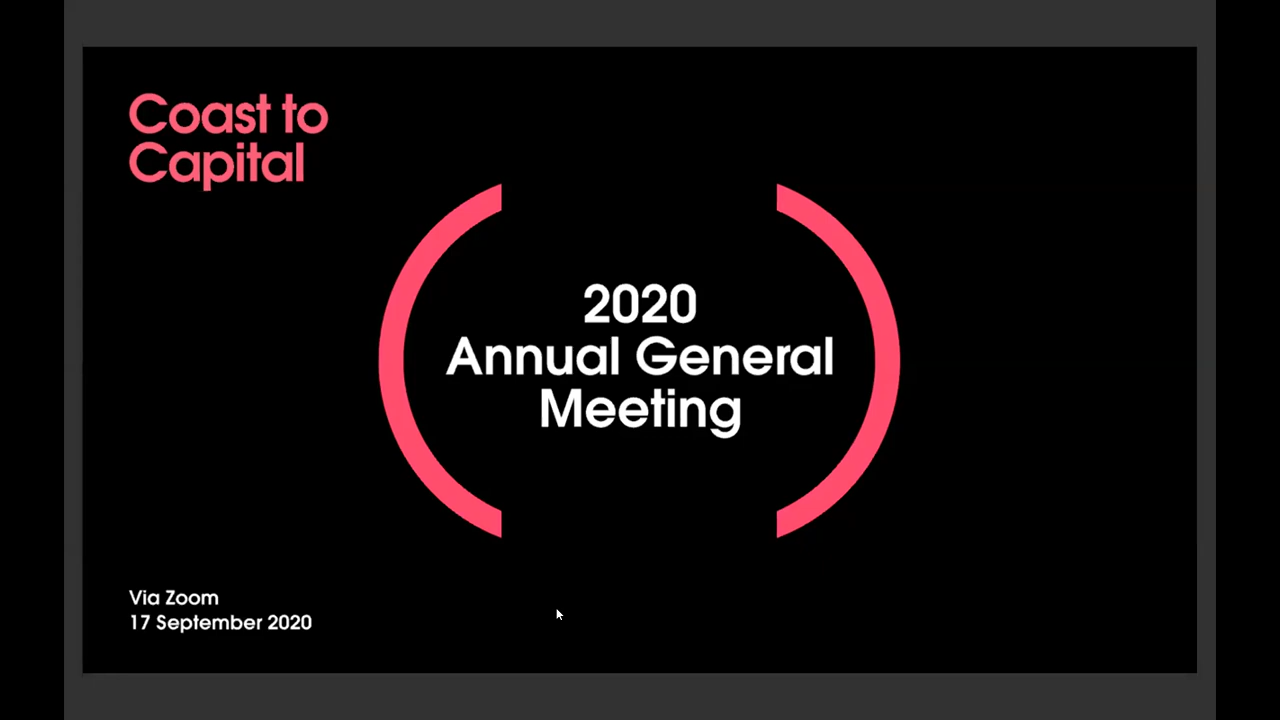 Coast to
Capital
2020
Annual General
Meeting
Via Zoom
17 September 2020